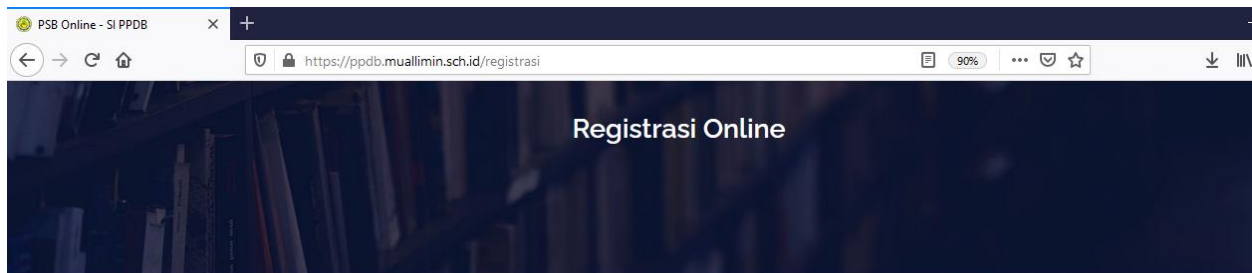 PSB Online - SI PPDB
https://ppdb.muallimin.sch.id/registrasi
90%
Registrasi Online